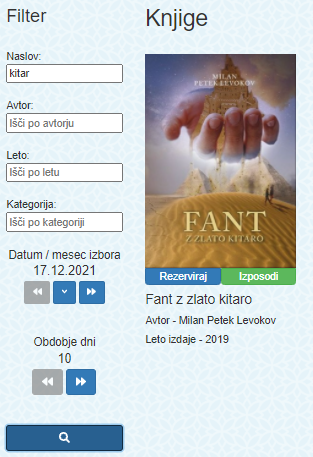 Filter
Naslov:
kitar
Avtor:
Išči po avtorju
Leto:
Išči po letu
Kategorija:
Išči po kategoriji
Datum / mesec izbora
17.12.2021
Obdobje dni
10
Knjige
MILAN
PETEK LEVOKOV
FANT
Z ZLATO KITARO
Rezerviraj
Izposodi
Fant z zlato kitaro
Avtor - Milan Petek Levokov
Leto izdaje - 2019